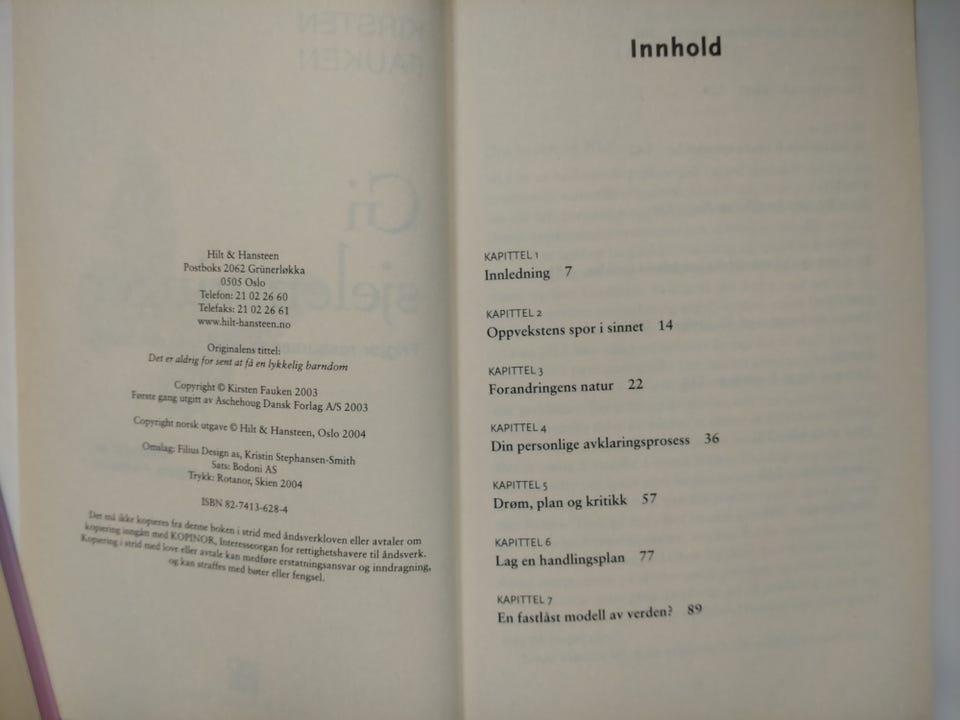 Hilt & Hansteen
Postboks 2062 Grünerløkka
0505 Oslo
Telefon: 21 02 26 60
Telefaks: 21 02 26 61
www.hilt-hansteen.no
Originalens tittel:
Det er aldrig for sent at få en lykkelig barndom
Copyright © Kirsten Fauken 2003
Første gang utgitt av Aschehoug Dansk Forlag A/S 2003
Copyright norsk utgave © Hilt & Hansteen, Oslo 2004
Omslag: Filius Design as, Kristin Stephansen-Smith
Sats: Bodoni AS
Trykk: Rotanor, Skien 2004
ISBN 82-7413-628-4
Det må ikke kopieres fra denne boken i strid med åndsverkloven eller avtaler om
kopiering inngått med KOPINOR, Interesseorgan for rettighetshavere til åndsverk.
Kopiering i strid med lov eller avtale kan medføre erstatningsansvar og inndragning,
og kan straffes med bøter eller fengsel.
Innhold
KAPITTEL 1
Innledning 7
KAPITTEL 2
Oppvekstens spor i sinnet 14
KAPITTEL 3
Forandringens natur 22
KAPITTEL 4
Din personlige avklaringsprosess 36
KAPITTEL 5
Drøm, plan og kritikk 57
KAPITTEL 6
Lag en handlingsplan 77
KAPITTEL 7
En fastlåst modell av verden? 89